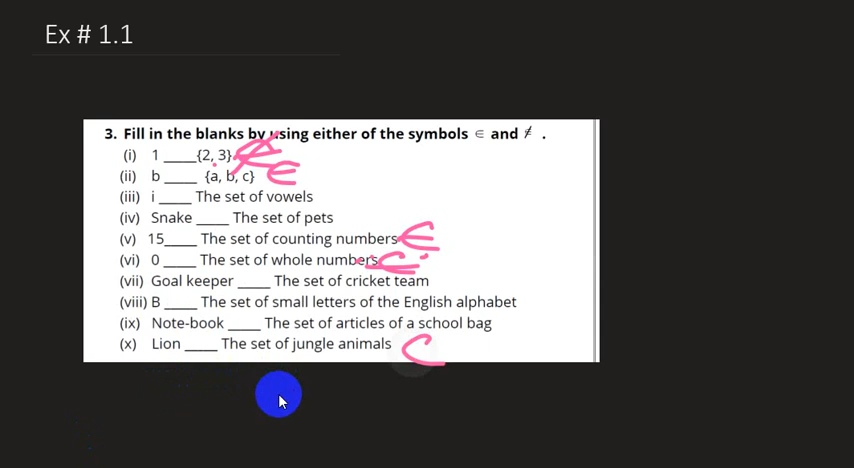 Ex # 1.1
3. Fill in the blanks by using either of the symbols ∈ and ∉ .
(i) 1 ____{2, 3} ∉
(ii) b ____ {a, b, c} ∈
(iii) i ____ The set of vowels
(iv) Snake ____ The set of pets
(v) 15____ The set of counting numbers ∈
(vi) 0 ____ The set of whole numbers ∈
(vii) Goal keeper ____ The set of cricket team
(viii) B ____ The set of small letters of the English alphabet
(ix) Note-book ____ The set of articles of a school bag
(x) Lion ____ The set of jungle animals